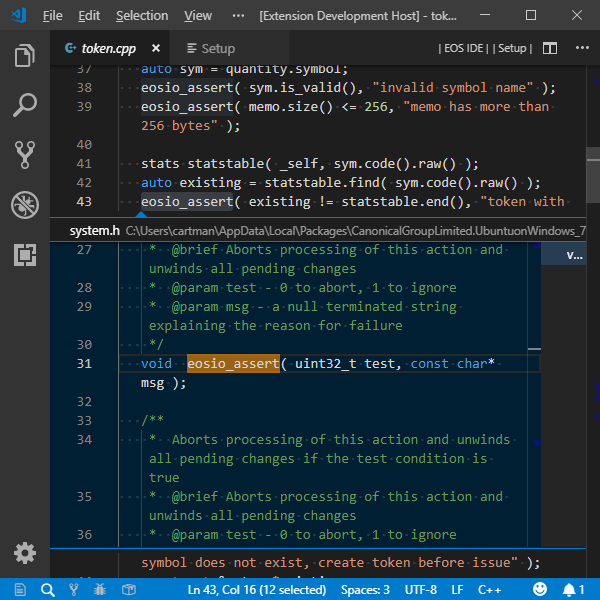 File Edit Selection View ··· [Extension Development Host] - tok...
token.cpp × Setup | EOS IDE | | Setup | ···
37 auto sym = quantity.symbol;
38 eosio_assert( sym.is_valid(), "invalid symbol name" );
39 eosio_assert( memo.size() <= 256, "memo has more than
256 bytes" );
40
41 stats statstable( _self, sym.code().raw() );
42 auto existing = statstable.find( sym.code().raw() );
43 eosio_assert( existing != statstable.end(), "token with
system.h C:\Users\cartman\AppData\Local\Packages\CanonicalGroupLimited.UbuntuonWindows_7
27 * @brief Aborts processing of this action and
unwinds all pending changes
v...
28 * @param test - 0 to abort, 1 to ignore
29 * @param msg - a null terminated string
explaining the reason for failure
30 */
31 void eosio_assert( uint32_t test, const char*
msg );
32
33 /**
34 * Aborts processing of this action and unwinds
all pending changes if the test condition is
true
35 * @brief Aborts processing of this action and
unwinds all pending changes
36 * @param test - 0 to abort, 1 to ignore
symbol does not exist, create token before issue" );
Ln 43, Col 16 (12 selected) Spaces: 3 UTF-8 LF C++ 1